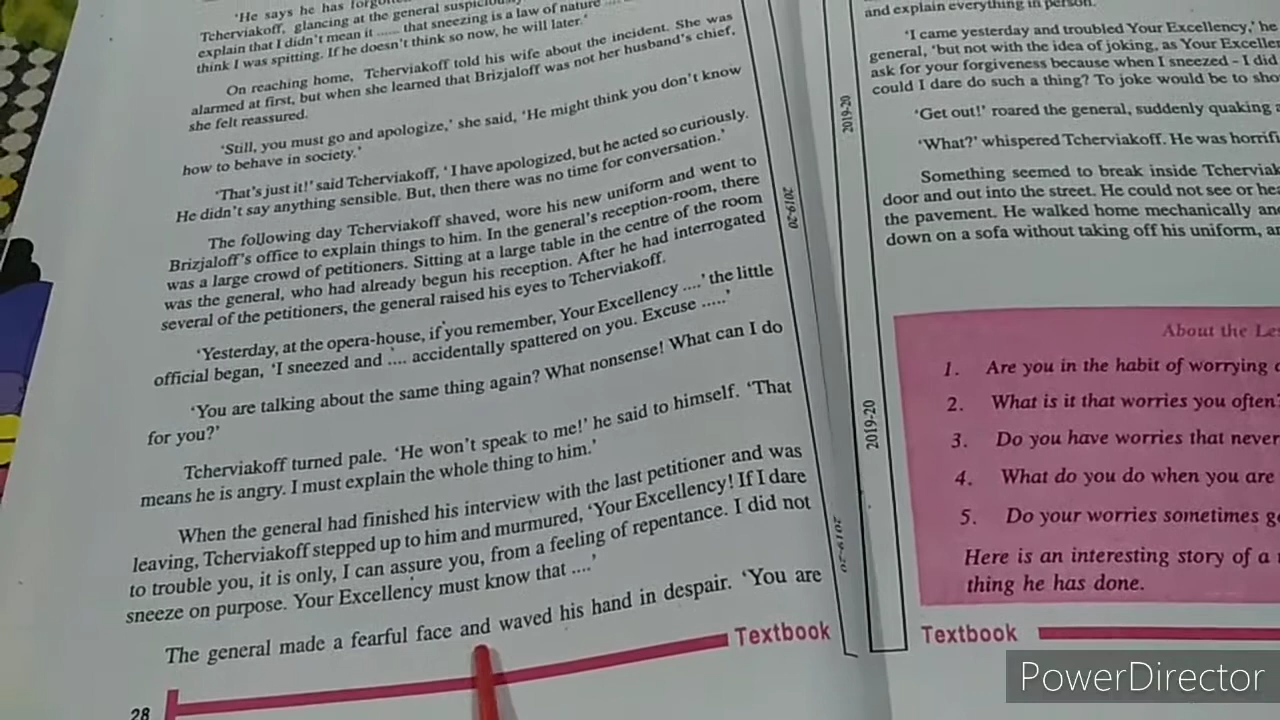 'He says he has
Tcherviakoff, glancing at the general
explain that I didn't mean it ...... that sneezing is a law of nature ....
think I was spitting. If he doesn't think so now, he will later.'
On reaching home, Tcherviakoff told his wife about the incident. She was
alarmed at first, but when she learned that Brizjaloff was not her husband's chief,
she felt reassured.
'Still, you must go and apologize,' she said, 'He might think you don't know
how to behave in society.'
'That's just it!' said Tcherviakoff, 'I have apologized, but he acted so curiously.
He didn't say anything sensible. But, then there was no time for conversation.'
The following day Tcherviakoff shaved, wore his new uniform and went to
Brizjaloff's office to explain things to him. In the general's reception-room, there
was a large crowd of petitioners. Sitting at a large table in the centre of the room
was the general, who had already begun his reception. After he had interrogated
several of the petitioners, the general raised his eyes to Tcherviakoff.
'Yesterday, at the opera-house, if you remember, Your Excellency ....' the little
official began, 'I sneezed and .... accidentally spattered on you. Excuse .....'
'You are talking about the same thing again? What nonsense! What can I do
for you?'
Tcherviakoff turned pale. 'He won't speak to me!' he said to himself. 'That
means he is angry. I must explain the whole thing to him.'
When the general had finished his interview with the last petitioner and was
leaving, Tcherviakoff stepped up to him and murmured, 'Your Excellency! If I dare
to trouble you, it is only, I can assure you, from a feeling of repentance. I did not
sneeze on purpose. Your Excellency must know that ....'
The general made a fearful face and waved his hand in despair. 'You are
Textbook
28
2019-20
2019-20
2019-20
2019-20
and explain everything in person.
'I came yesterday and troubled Your Excellency,' he
general, 'but not with the idea of joking, as Your
ask for your forgiveness because when I sneezed - I did
could I dare do such a thing? To joke would be to
'Get out!' roared the general, suddenly quaking
'What?' whispered Tcherviakoff. He was
Something seemed to break inside
door and out into the street. He could not see or
the pavement. He walked home mechanically
down on a sofa without taking off his uniform,
About the
1. Are you in the habit of worrying
2. What is it that worries you often?
3. Do you have worries that never
4. What do you do when you are
5. Do your worries sometimes
Here is an interesting story of a
thing he has done.
Textbook
PowerDirector